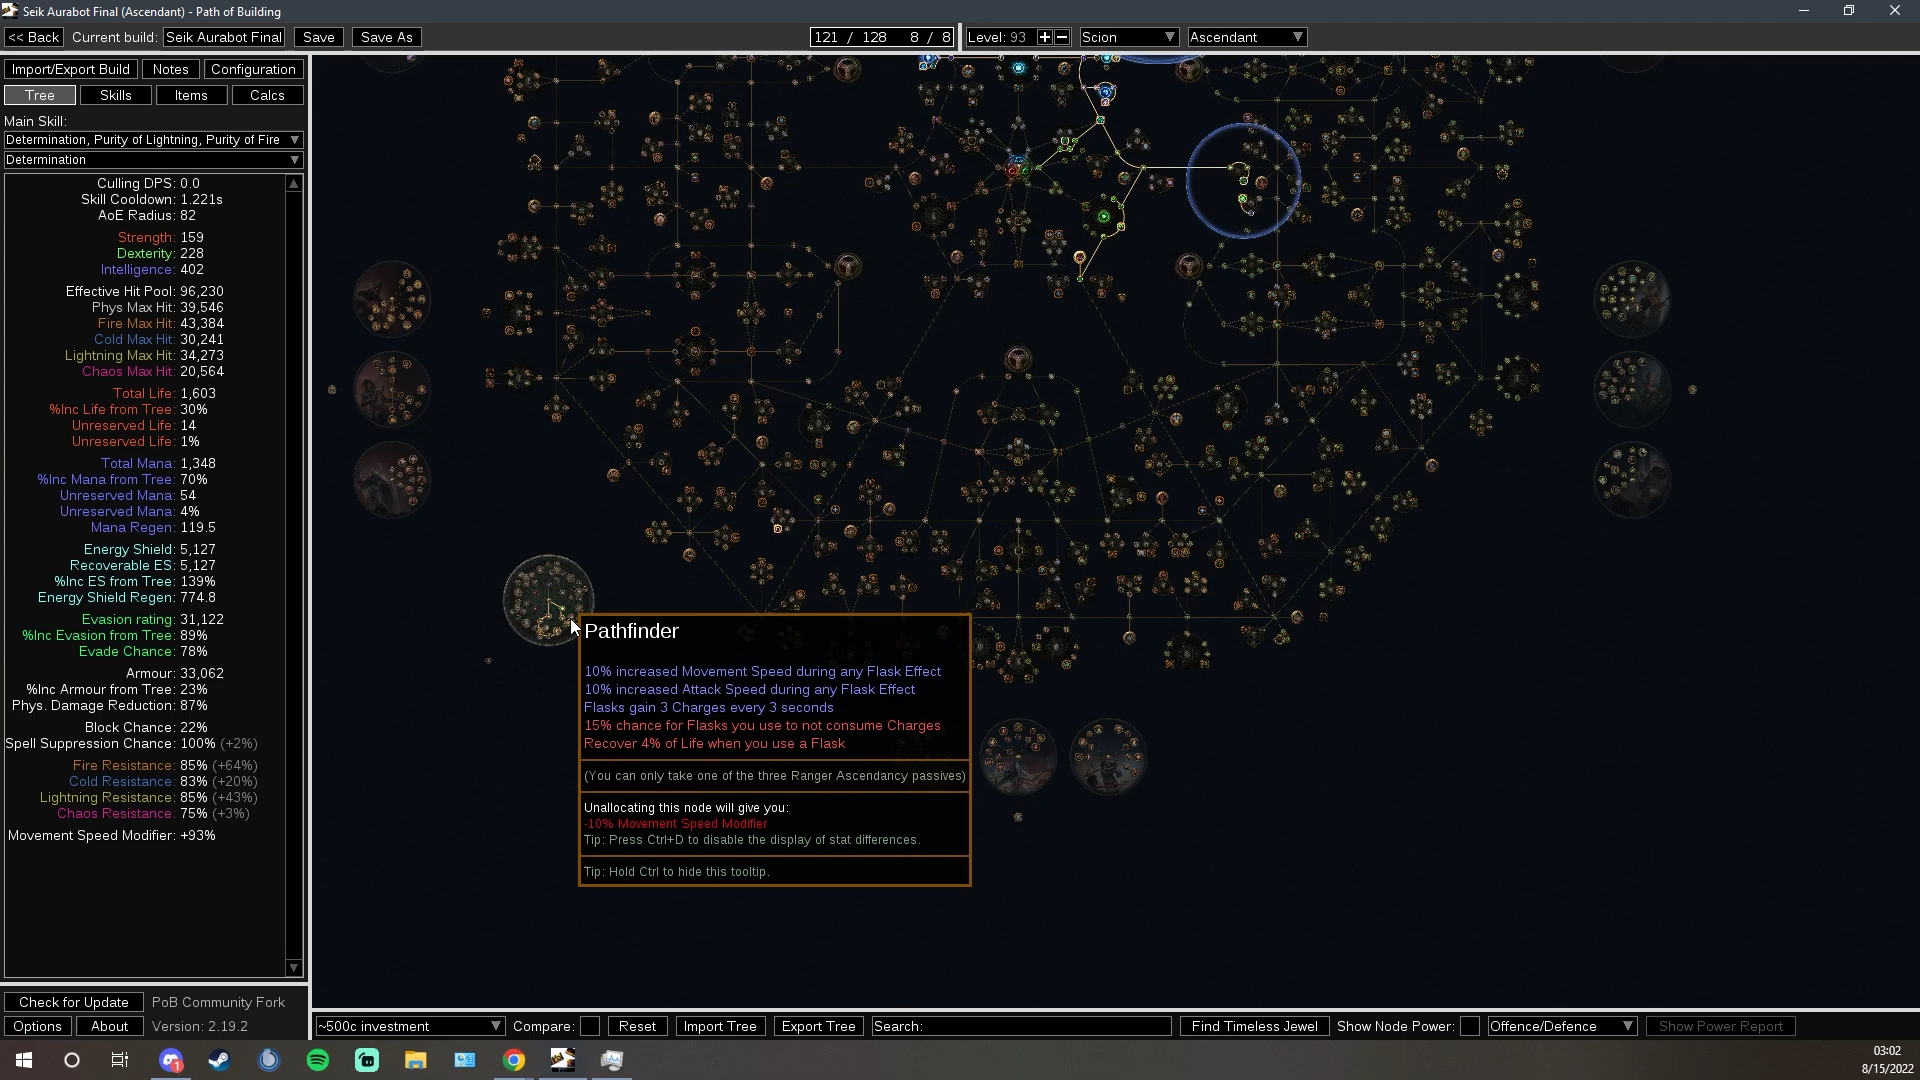 Seik Aurabot Final (Ascendant) - Path of Building
<< Back Current build: Seik Aurabot Final Save Save As 121 / 128 8 / 8 Level: 93 + - Scion Ascendant
Import/Export Build Notes Configuration
Tree Skills Items Calcs
Main Skill:
Determination, Purity of Lightning, Purity of Fire
Determination
Culling DPS: 0.0
Skill Cooldown: 1.221s
AoE Radius: 82
Strength: 159
Dexterity: 228
Intelligence: 402
Effective Hit Pool: 96,230
Phys Max Hit: 39,546
Fire Max Hit: 43,384
Cold Max Hit: 30,241
Lightning Max Hit: 34,273
Chaos Max Hit: 20,564
Total Life: 1,603
%Inc Life from Tree: 30%
Unreserved Life: 14
Unreserved Life: 1%
Total Mana: 1,348
%Inc Mana from Tree: 70%
Unreserved Mana: 54
Unreserved Mana: 4%
Mana Regen: 119.5
Energy Shield: 5,127
Recoverable ES: 5,127
%Inc ES from Tree: 139%
Energy Shield Regen: 774.8
Evasion rating: 31,122
%Inc Evasion from Tree: 89%
Evade Chance: 78%
Armour: 33,062
%Inc Armour from Tree: 23%
Phys. Damage Reduction: 87%
Block Chance: 22%
Spell Suppression Chance: 100% (+2%)
Fire Resistance: 85% (+64%)
Cold Resistance: 83% (+20%)
Lightning Resistance: 85% (+43%)
Chaos Resistance: 75% (+3%)
Movement Speed Modifier: +93%
Pathfinder
10% increased Movement Speed during any Flask Effect
10% increased Attack Speed during any Flask Effect
Flasks gain 3 Charges every 3 seconds
15% chance for Flasks you use to not consume Charges
Recover 4% of Life when you use a Flask
(You can only take one of the three Ranger Ascendancy passives)
Unallocating this node will give you:
-10% Movement Speed Modifier
Tip: Press Ctrl+D to disable the display of stat differences.
Tip: Hold Ctrl to hide this tooltip.
Check for Update PoB Community Fork
Options About Version: 2.19.2
~500c investment Compare: Reset Import Tree Export Tree Search: Find Timeless Jewel Show Node Power: Offence/Defence Show Power Report
1
03:02
8/15/2022